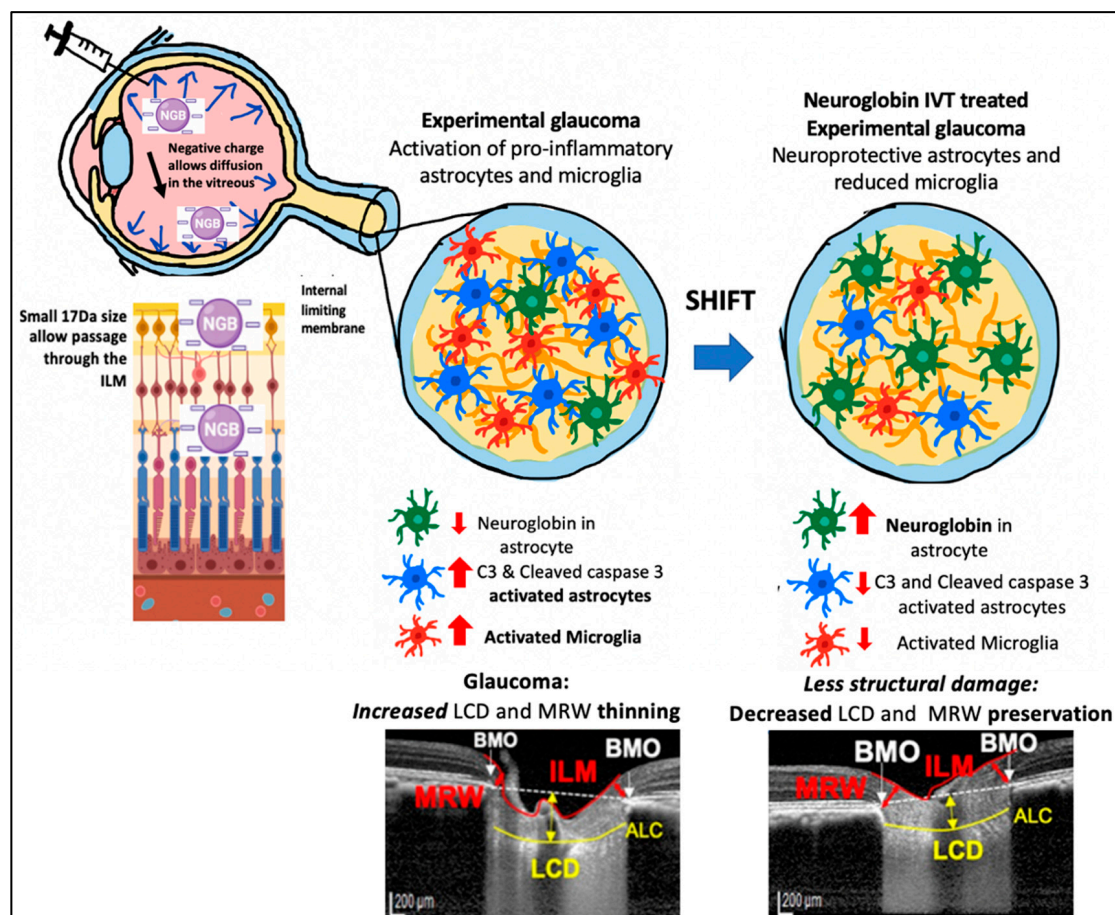 NGB
Negative charge
allows diffusion
in the vitreous
NGB
Small 17Da size
allow passage
through the
ILM
NGB
NGB
Internal
limiting
membrane
Experimental glaucoma
Activation of pro-inflammatory
astrocytes and microglia
SHIFT
Neuroglobin IVT treated
Experimental glaucoma
Neuroprotective astrocytes and
reduced microglia
Neuroglobin in
astrocyte
C3 & Cleaved caspase 3
activated astrocytes
Activated Microglia
Neuroglobin in
astrocyte
C3 and Cleaved caspase 3
activated astrocytes
Activated Microglia
Glaucoma:
Increased LCD and MRW thinning
BMO
BMO
ILM
MRW
ALC
LCD
200 µm
Less structural damage:
Decreased LCD and MRW preservation
BMO
BMO
ILM
MRW
ALC
LCD
200 µm